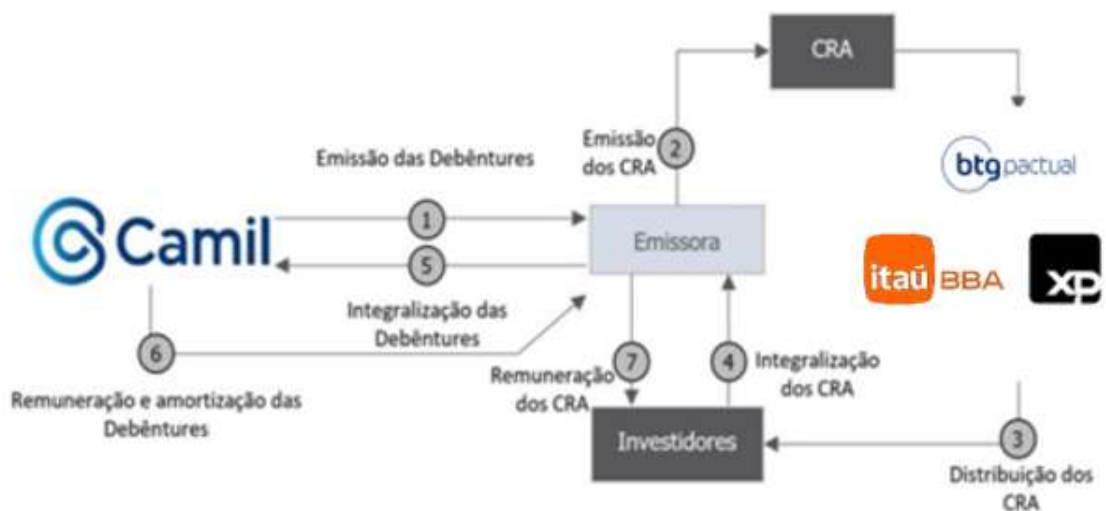 CRA
Emissão
dos CRA
2
Emissão das Debêntures
btg pactual
Camil
1
Emissora
5
itaú BBA
xp
Integralização das
Debêntures
6
7
4
Remuneração
dos CRA
Integralização
dos CRA
Remuneração e amortização das
Debêntures
Investidores
3
Distribuição dos
CRA